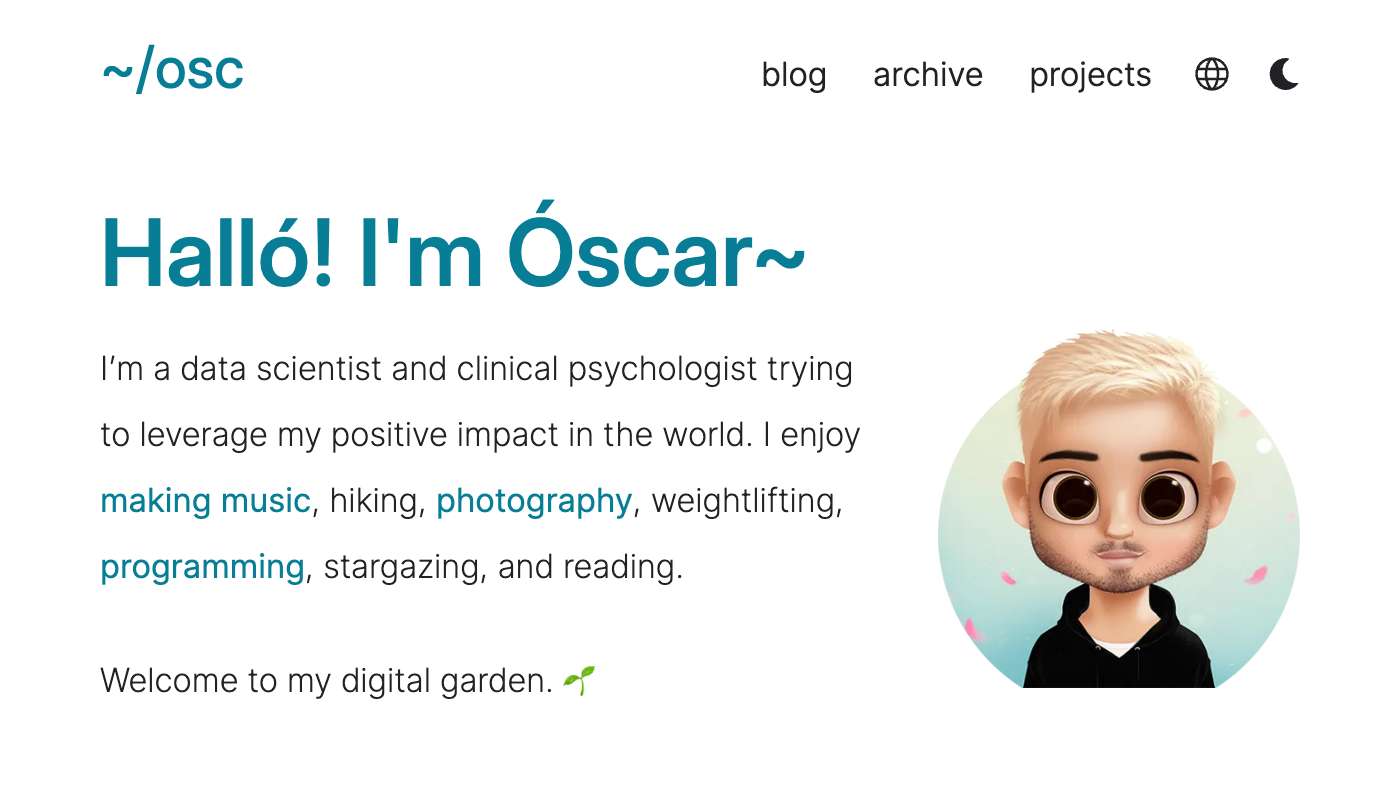 ~/osc
blog archive projects
Halló! I'm Óscar~
I’m a data scientist and clinical psychologist trying
to leverage my positive impact in the world. I enjoy
making music, hiking, photography, weightlifting,
programming, stargazing, and reading.
Welcome to my digital garden. 🌱